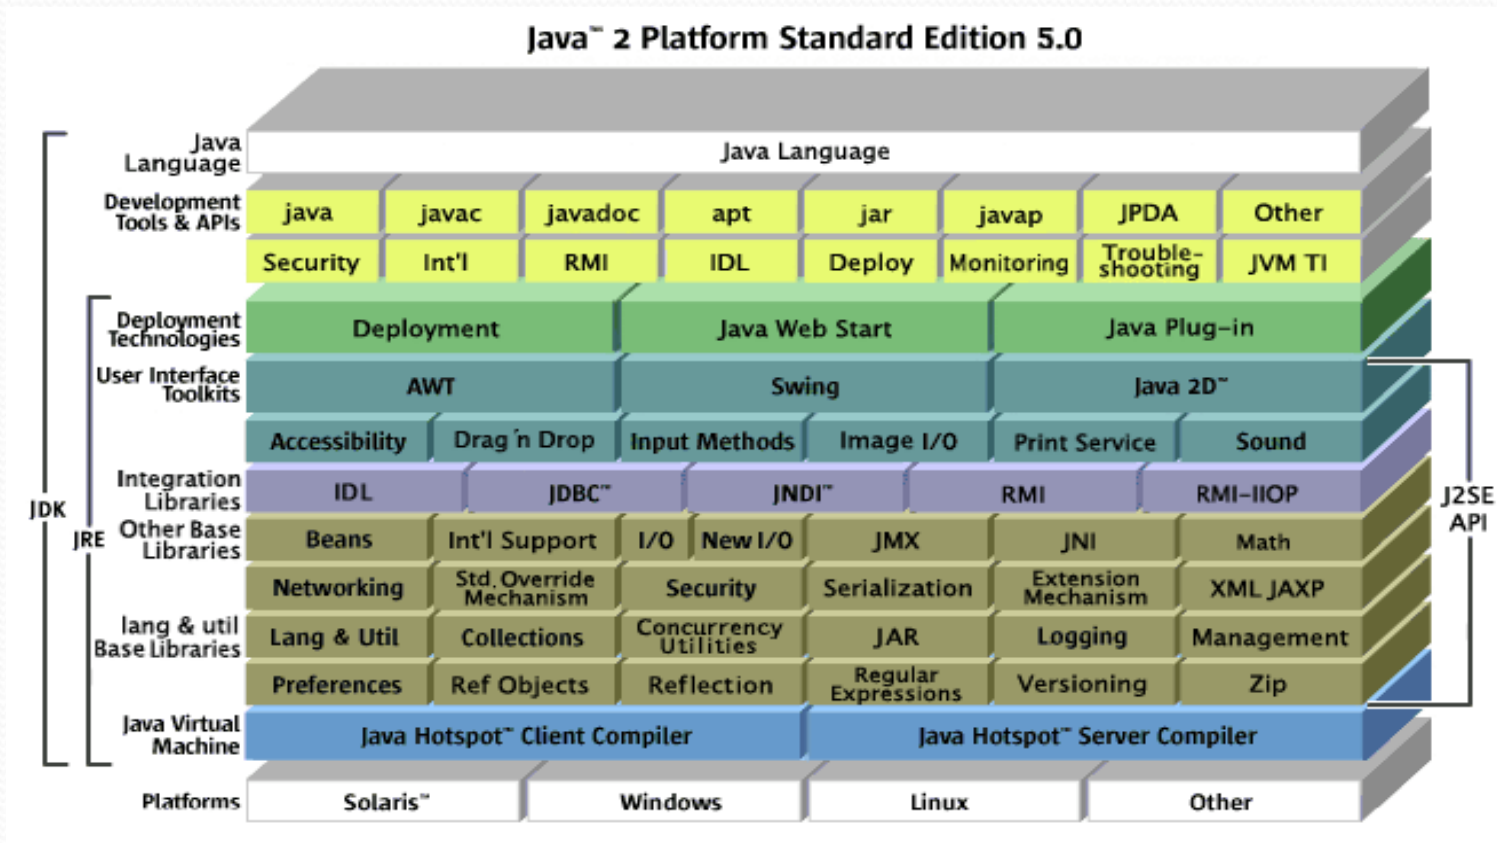 Java™ 2 Platform Standard Edition 5.0
Java
Language
Java Language
Development
Tools & APIs
java javac javadoc apt jar javap JPDA Other
Security Int'l RMI IDL Deploy Monitoring Trouble-
shooting JVM TI
Deployment
Technologies
Deployment Java Web Start Java Plug-in
User Interface
Toolkits
AWT Swing Java 2D™
Accessibility Drag 'n Drop Input Methods Image I/O Print Service Sound
Integration
Libraries
IDL JDBC™ JNDI™ RMI RMI-IIOP
JDK
JRE
J2SE
API
Other Base
Libraries
Beans Int'l Support I/O New I/O JMX JNI Math
Networking Std. Override
Mechanism Security Serialization Extension
Mechanism XML JAXP
lang & util
Base Libraries
Lang & Util Collections Concurrency
Utilities JAR Logging Management
Preferences Ref Objects Reflection Regular
Expressions Versioning Zip
Java Virtual
Machine
Java Hotspot™ Client Compiler Java Hotspot™ Server Compiler
Platforms
Solaris™ Windows Linux Other